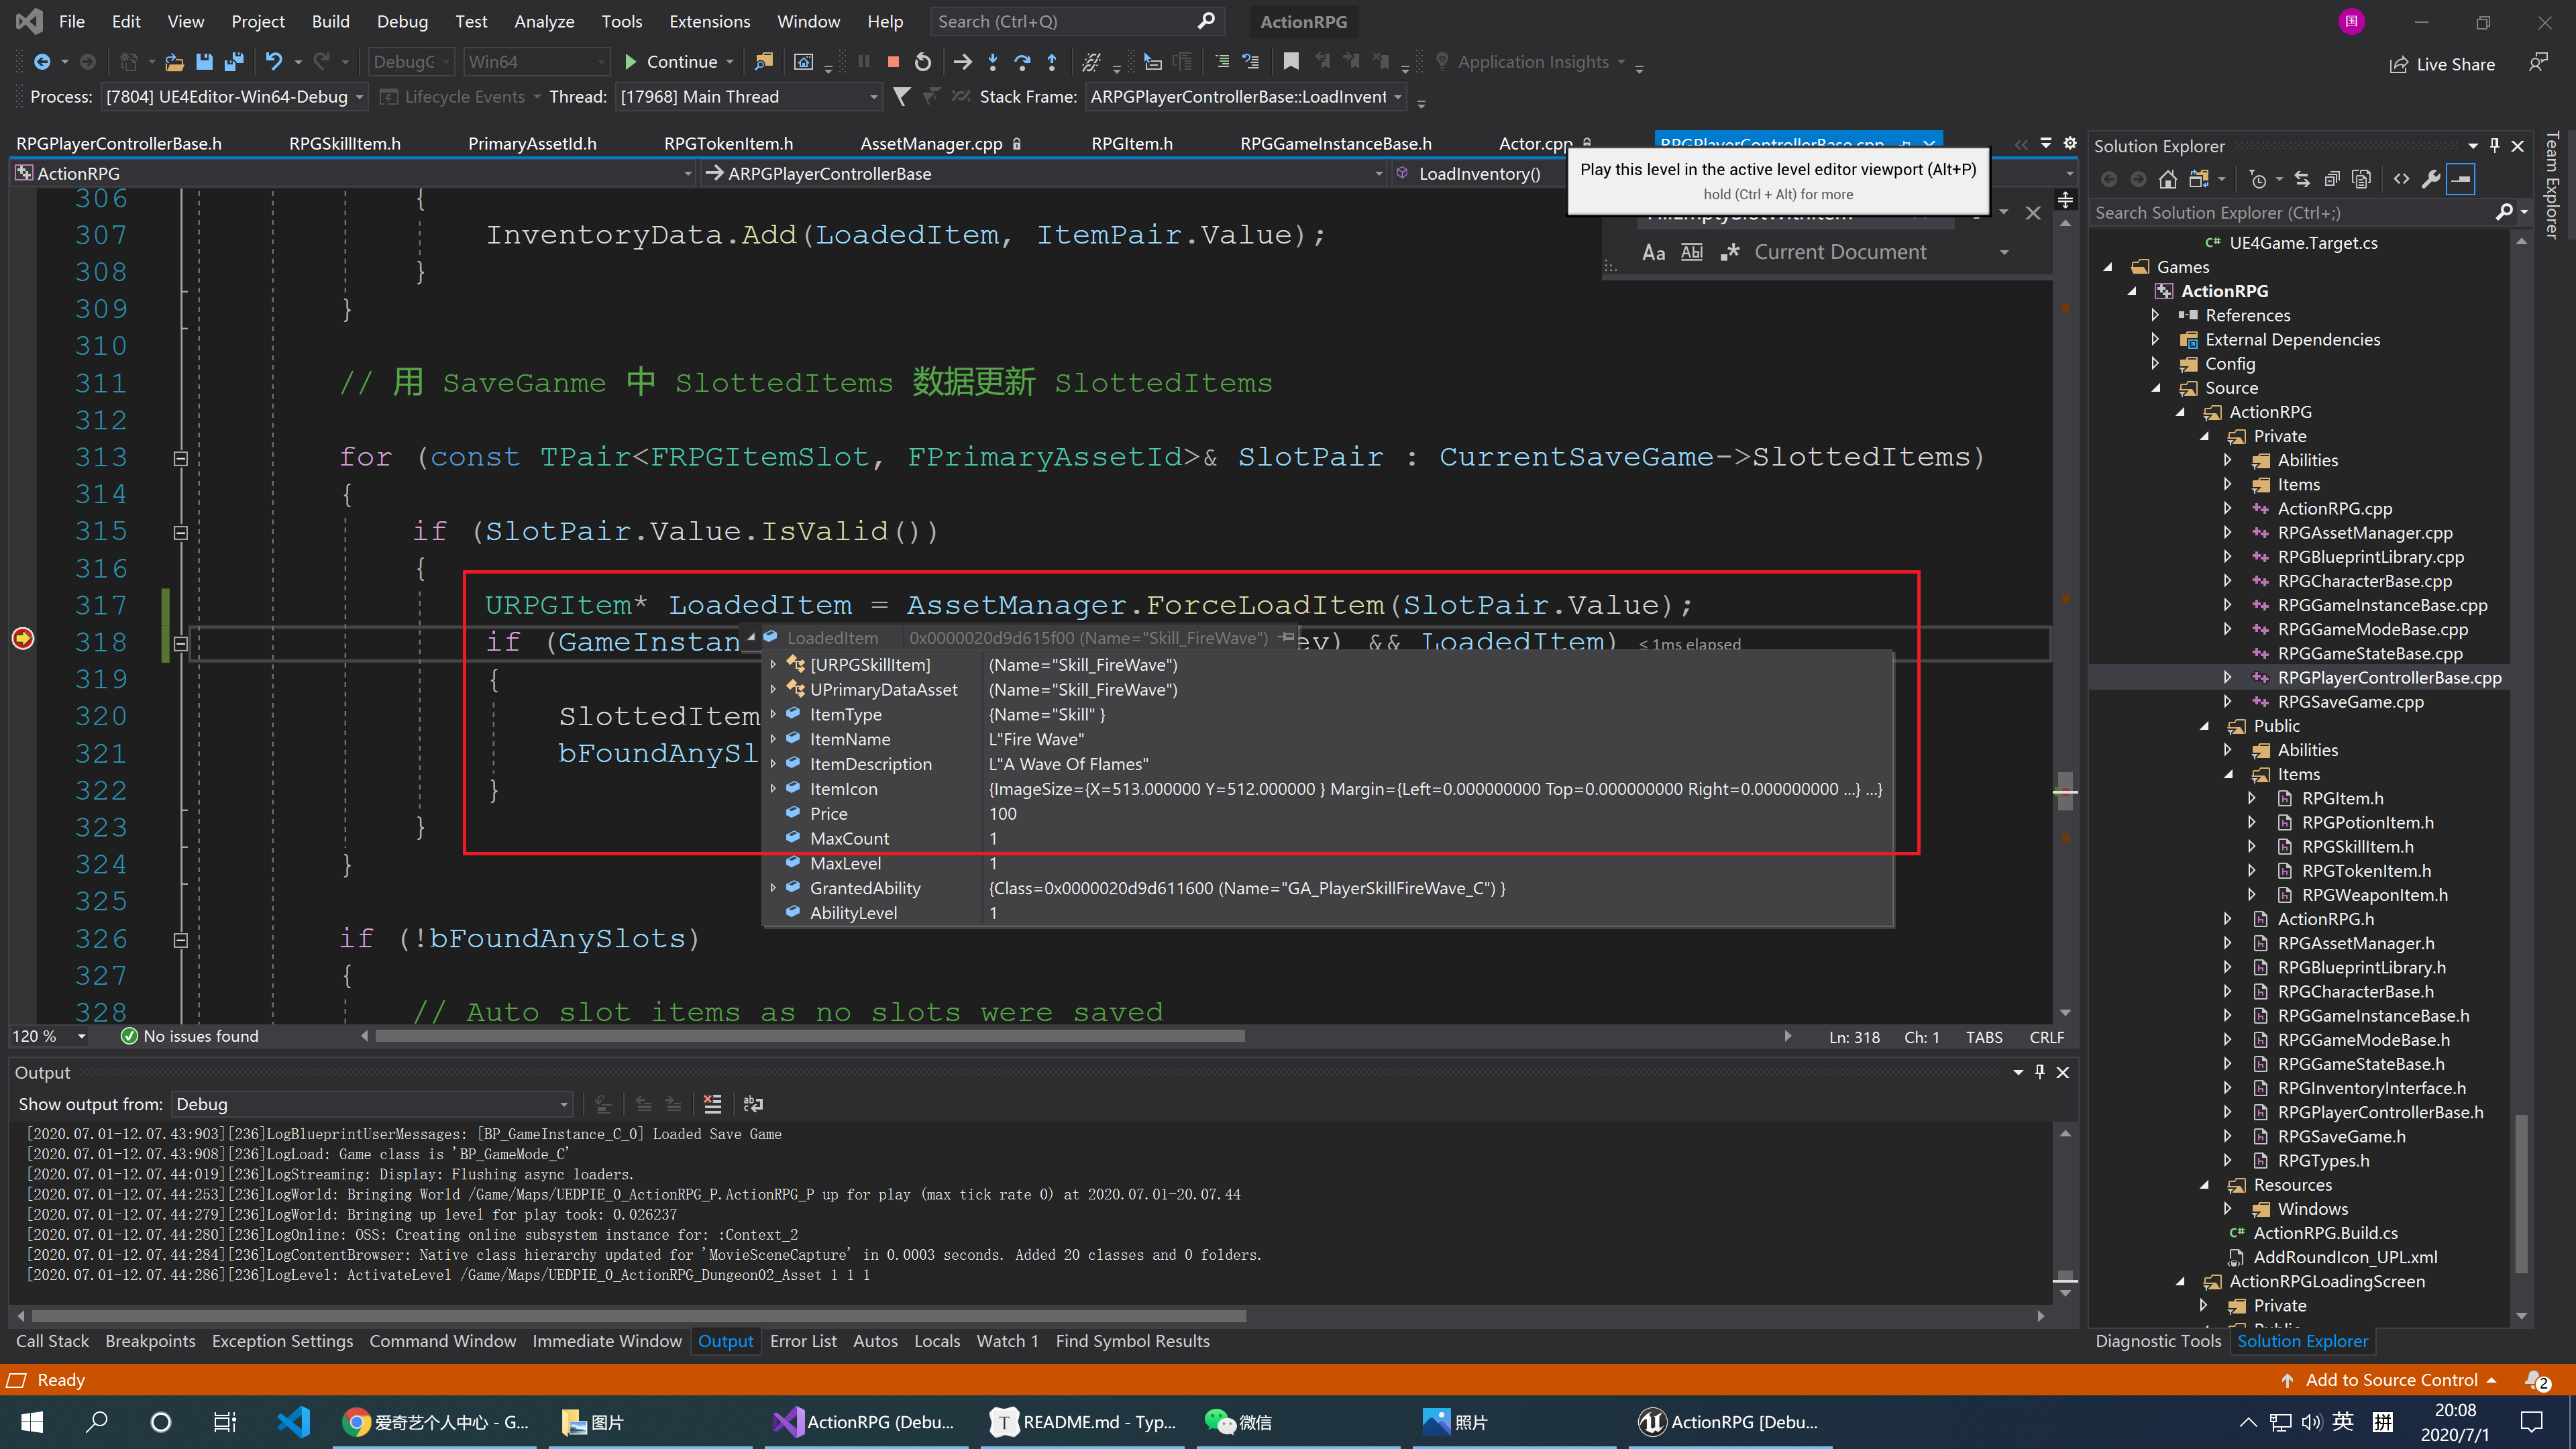 File Edit View Project Build Debug Test Analyze Tools Extensions Window Help Search (Ctrl+Q) ActionRPG 国
DebugG Win64 Continue Application Insights Live Share
Process: [7804] UE4Editor-Win64-Debug Lifecycle Events Thread: [17968] Main Thread Stack Frame: ARPGPlayerControllerBase::LoadInvent
RPGPlayerControllerBase.h RPGSkillItem.h PrimaryAssetId.h RPGTokenItem.h AssetManager.cpp RPGItem.h RPGGameInstanceBase.h Actor.cpp RPGPlayerControllerBase.cpp
ActionRPG ARPGPlayerControllerBase LoadInventory()
Play this level in the active level editor viewport (Alt+P)
hold (Ctrl + Alt) for more
Aa Abl .* Current Document
306 {
307 InventoryData.Add(LoadedItem, ItemPair.Value);
308 }
309 }
310
311 // 用 SaveGanme 中 SlottedItems 数据更新 SlottedItems
312
313 for (const TPair<FRPGItemSlot, FPrimaryAssetId>& SlotPair : CurrentSaveGame->SlottedItems)
314 {
315 if (SlotPair.Value.IsValid())
316 {
317 URPGItem* LoadedItem = AssetManager.ForceLoadItem(SlotPair.Value);
318 if (GameInstan ey) && LoadedItem) ≤ 1ms elapsed
LoadedItem 0x0000020d9d615f00 (Name="Skill_FireWave")
[URPGSkillItem] (Name="Skill_FireWave")
UPrimaryDataAsset (Name="Skill_FireWave")
ItemType {Name="Skill" }
ItemName L"Fire Wave"
ItemDescription L"A Wave Of Flames"
ItemIcon {ImageSize={X=513.000000 Y=512.000000 } Margin={Left=0.000000000 Top=0.000000000 Right=0.000000000 ...} ...}
Price 100
MaxCount 1
MaxLevel 1
GrantedAbility {Class=0x0000020d9d611600 (Name="GA_PlayerSkillFireWave_C") }
AbilityLevel 1
319 {
320 SlottedItem
321 bFoundAnySl
322 }
323 }
324 }
325
326 if (!bFoundAnySlots)
327 {
328 // Auto slot items as no slots were saved
120 % No issues found Ln: 318 Ch: 1 TABS CRLF
Output
Show output from: Debug
[2020.07.01-12.07.43:903][236]LogBlueprintUserMessages: [BP_GameInstance_C_0] Loaded Save Game
[2020.07.01-12.07.43:908][236]LogLoad: Game class is 'BP_GameMode_C'
[2020.07.01-12.07.44:019][236]LogStreaming: Display: Flushing async loaders.
[2020.07.01-12.07.44:253][236]LogWorld: Bringing World /Game/Maps/UEDPIE_0_ActionRPG_P.ActionRPG_P up for play (max tick rate 0) at 2020.07.01-20.07.44
[2020.07.01-12.07.44:279][236]LogWorld: Bringing up level for play took: 0.026237
[2020.07.01-12.07.44:280][236]LogOnline: OSS: Creating online subsystem instance for: :Context_2
[2020.07.01-12.07.44:284][236]LogContentBrowser: Native class hierarchy updated for 'MovieSceneCapture' in 0.0003 seconds. Added 20 classes and 0 folders.
[2020.07.01-12.07.44:286][236]LogLevel: ActivateLevel /Game/Maps/UEDPIE_0_ActionRPG_Dungeon02_Asset 1 1 1
Call Stack Breakpoints Exception Settings Command Window Immediate Window Output Error List Autos Locals Watch 1 Find Symbol Results
Solution Explorer
Search Solution Explorer (Ctrl+;)
C# UE4Game.Target.cs
Games
ActionRPG
References
External Dependencies
Config
Source
ActionRPG
Private
Abilities
Items
ActionRPG.cpp
RPGAssetManager.cpp
RPGBlueprintLibrary.cpp
RPGCharacterBase.cpp
RPGGameInstanceBase.cpp
RPGGameModeBase.cpp
RPGGameStateBase.cpp
RPGPlayerControllerBase.cpp
RPGSaveGame.cpp
Public
Abilities
Items
RPGItem.h
RPGPotionItem.h
RPGSkillItem.h
RPGTokenItem.h
RPGWeaponItem.h
ActionRPG.h
RPGAssetManager.h
RPGBlueprintLibrary.h
RPGCharacterBase.h
RPGGameInstanceBase.h
RPGGameModeBase.h
RPGGameStateBase.h
RPGInventoryInterface.h
RPGPlayerControllerBase.h
RPGSaveGame.h
RPGTypes.h
Resources
Windows
C# ActionRPG.Build.cs
AddRoundIcon_UPL.xml
ActionRPGLoadingScreen
Private
Diagnostic Tools Solution Explorer
Team Explorer
Ready Add to Source Control 2
爱奇艺个人中心 - G... 图片 ActionRPG (Debu... README.md - Typ... 微信 照片 ActionRPG [Debu... 英 拼 20:08
2020/7/1